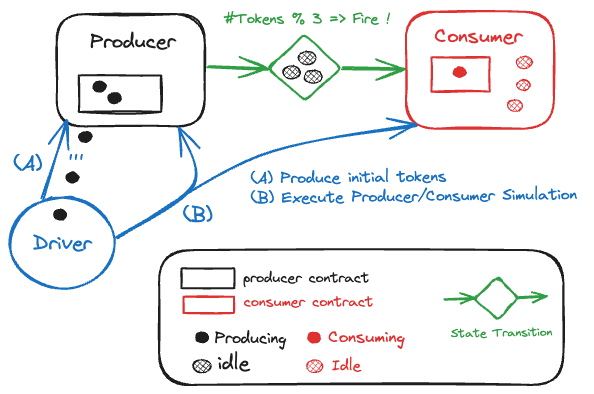 #Tokens % 3 => Fire !
Producer
Consumer
(A)
(B)
(A) Produce initial tokens
(B) Execute Producer/Consumer Simulation
Driver
producer contract
consumer contract
Producing
Consuming
idle
Idle
State Transition